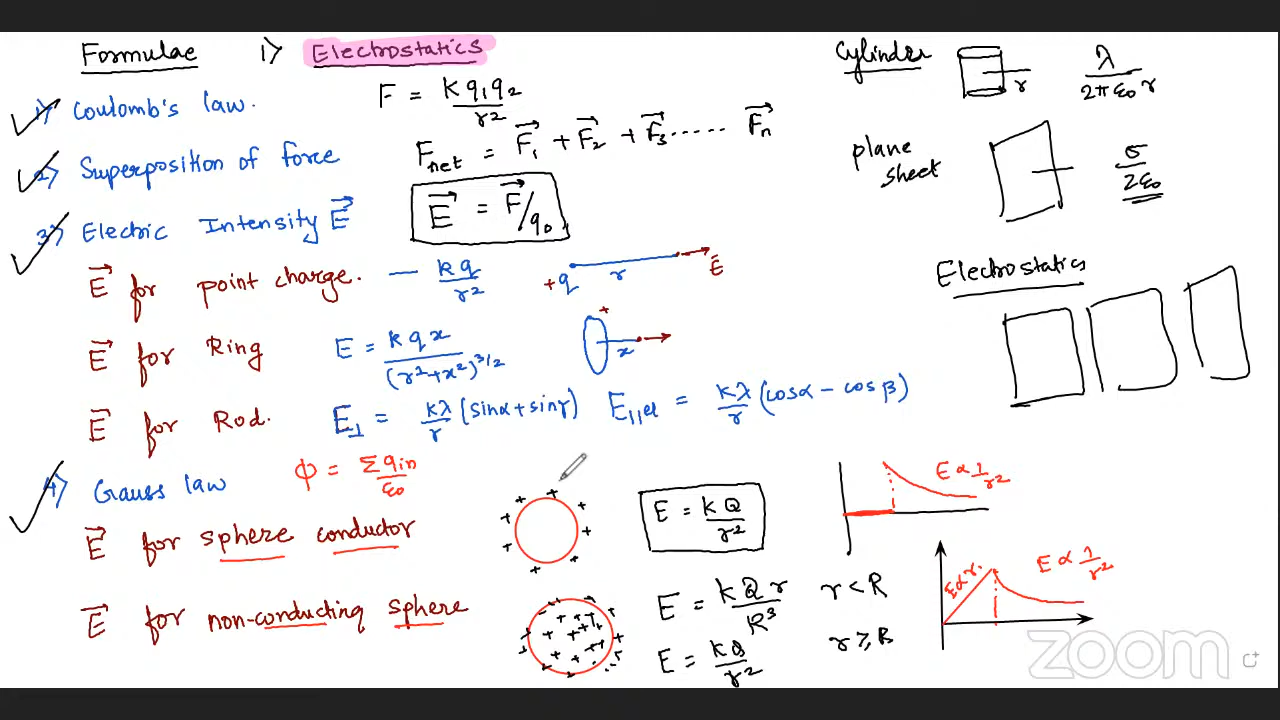 Formulae 1) Electrostatics
1) Coulomb's law. F = K q1q2 / r2
2) Superposition of force Fnet = F1 + F2 + F3...... Fn
3) Electric Intensity E E = F/q0
E for point charge. — Kq / r2 +q r E
E for Ring E = Kqx / (r2+x2)3/2 + x
E for Rod. E⊥ = Kλ/r (sinα+sinγ) E||el = Kλ/r (cosα − cosβ)
4) Gauss law Φ = Σqin / ε0
E for sphere conductor E = KQ / r2 E ∝ 1/r2
E for non-conducting sphere E = KQr / R3 r < R
E = KQ / r2 r ⩾ R
E ∝ r. E ∝ 1/r2
Cylinder r λ / 2πε0r
plane sheet σ / 2ε0
Electrostatics
zoom